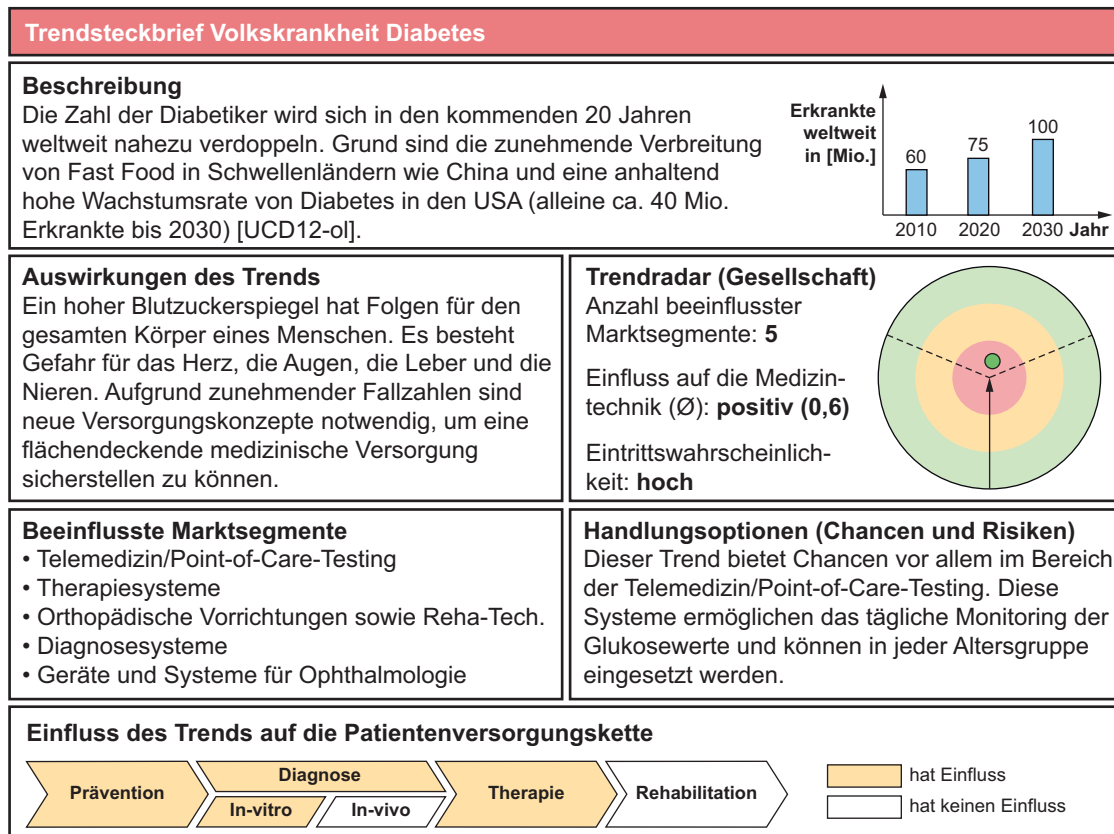 Trendsteckbrief Volkskrankheit Diabetes
Beschreibung
Die Zahl der Diabetiker wird sich in den kommenden 20 Jahren
weltweit nahezu verdoppeln. Grund sind die zunehmende Verbreitung
von Fast Food in Schwellenländern wie China und eine anhaltend
hohe Wachstumsrate von Diabetes in den USA (alleine ca. 40 Mio.
Erkrankte bis 2030) [UCD12-ol].
Erkrankte
weltweit
in [Mio.]
60
75
100
2010 2020 2030 Jahr
Auswirkungen des Trends
Ein hoher Blutzuckerspiegel hat Folgen für den
gesamten Körper eines Menschen. Es besteht
Gefahr für das Herz, die Augen, die Leber und die
Nieren. Aufgrund zunehmender Fallzahlen sind
neue Versorgungskonzepte notwendig, um eine
flächendeckende medizinische Versorgung
sicherstellen zu können.
Trendradar (Gesellschaft)
Anzahl beeinflusster
Marktsegmente: 5
Einfluss auf die Medizin-
technik (Ø): positiv (0,6)
Eintrittswahrscheinlich-
keit: hoch
Beeinflusste Marktsegmente
• Telemedizin/Point-of-Care-Testing
• Therapiesysteme
• Orthopädische Vorrichtungen sowie Reha-Tech.
• Diagnosesysteme
• Geräte und Systeme für Ophthalmologie
Handlungsoptionen (Chancen und Risiken)
Dieser Trend bietet Chancen vor allem im Bereich
der Telemedizin/Point-of-Care-Testing. Diese
Systeme ermöglichen das tägliche Monitoring der
Glukosewerte und können in jeder Altersgruppe
eingesetzt werden.
Einfluss des Trends auf die Patientenversorgungskette
Prävention
Diagnose
In-vitro
In-vivo
Therapie
Rehabilitation
hat Einfluss
hat keinen Einfluss